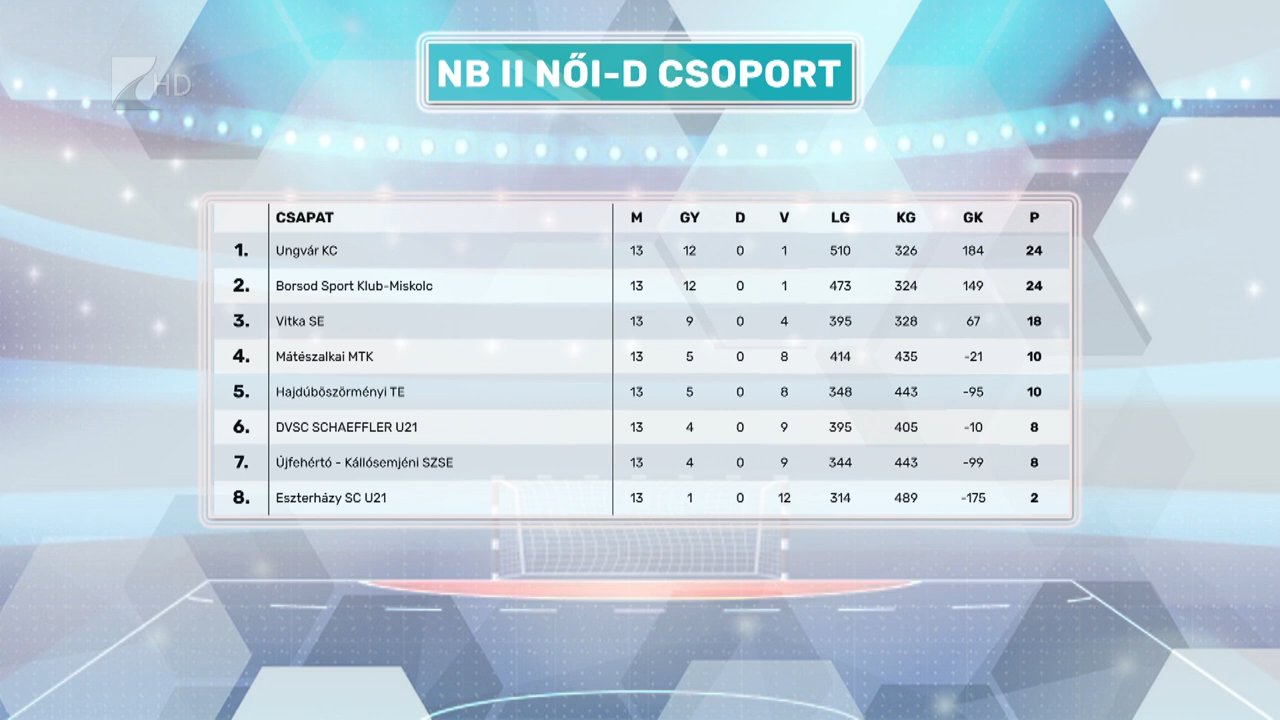 NB II NŐI-D CSOPORT
HD
CSAPAT M GY D V LG KG GK P
1. Ungvár KC 13 12 0 1 510 326 184 24
2. Borsod Sport Klub-Miskolc 13 12 0 1 473 324 149 24
3. Vitka SE 13 9 0 4 395 328 67 18
4. Mátészalkai MTK 13 5 0 8 414 435 -21 10
5. Hajdúböszörményi TE 13 5 0 8 348 443 -95 10
6. DVSC SCHAEFFLER U21 13 4 0 9 395 405 -10 8
7. Újfehértó - Kállósemjéni SZSE 13 4 0 9 344 443 -99 8
8. Eszterházy SC U21 13 1 0 12 314 489 -175 2